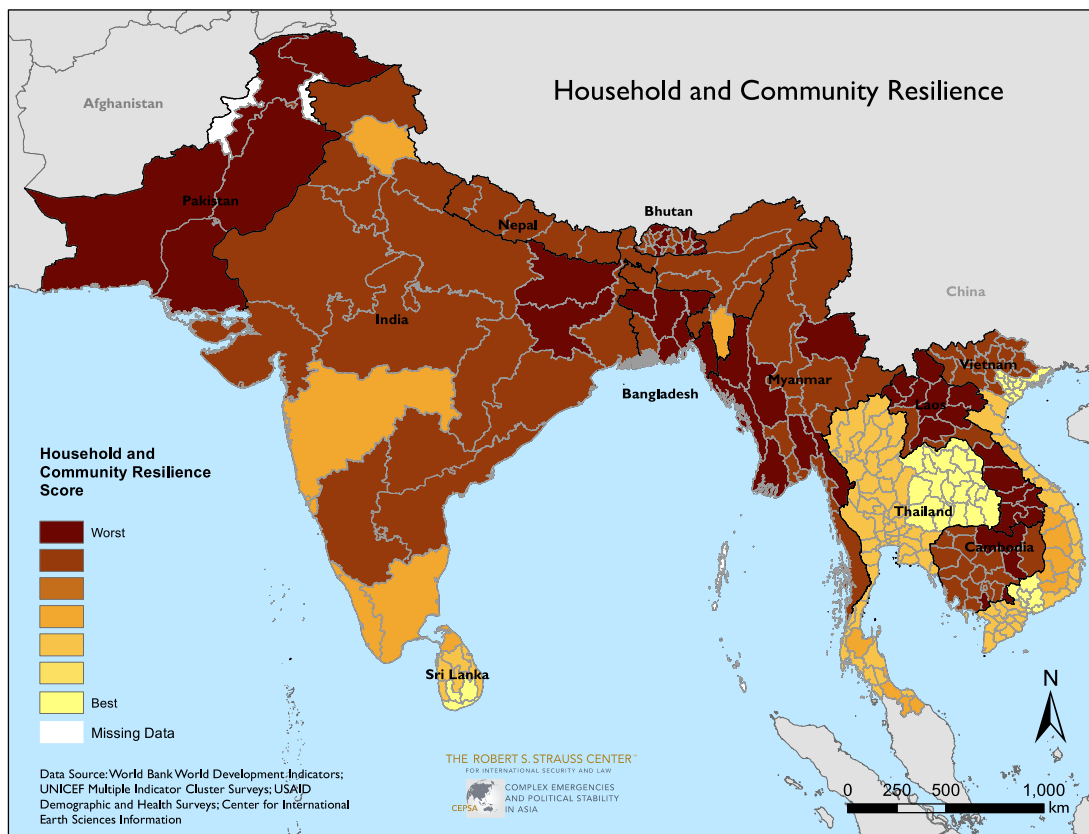 Household and Community Resilience
Afghanistan
Pakistan
Nepal
Bhutan
China
India
Bangladesh
Myanmar
Vietnam
Laos
Thailand
Cambodia
Sri Lanka
Household and
Community Resilience
Score
Worst
Best
Missing Data
Data Source: World Bank World Development Indicators;
UNICEF Multiple Indicator Cluster Surveys; USAID
Demographic and Health Surveys; Center for International
Earth Sciences Information
THE ROBERT S. STRAUSS CENTER
FOR INTERNATIONAL SECURITY AND LAW
CEPSA
COMPLEX EMERGENCIES
AND POLITICAL STABILITY
IN ASIA
N
0 250 500 1,000
km